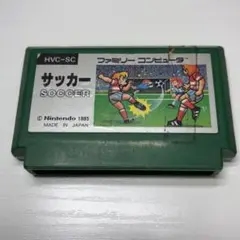 HVC-SC
ファミリー コンピュータ
サッカー
SOCCER
© Nintendo 1985
MADE IN JAPAN